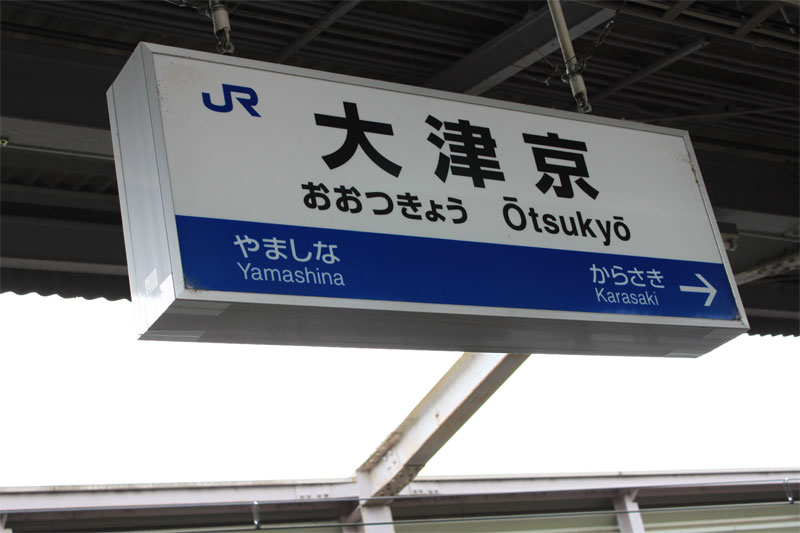 JR
大津京
おおつきょう Ōtsukyō
やましな からさき →
Yamashina Karasaki